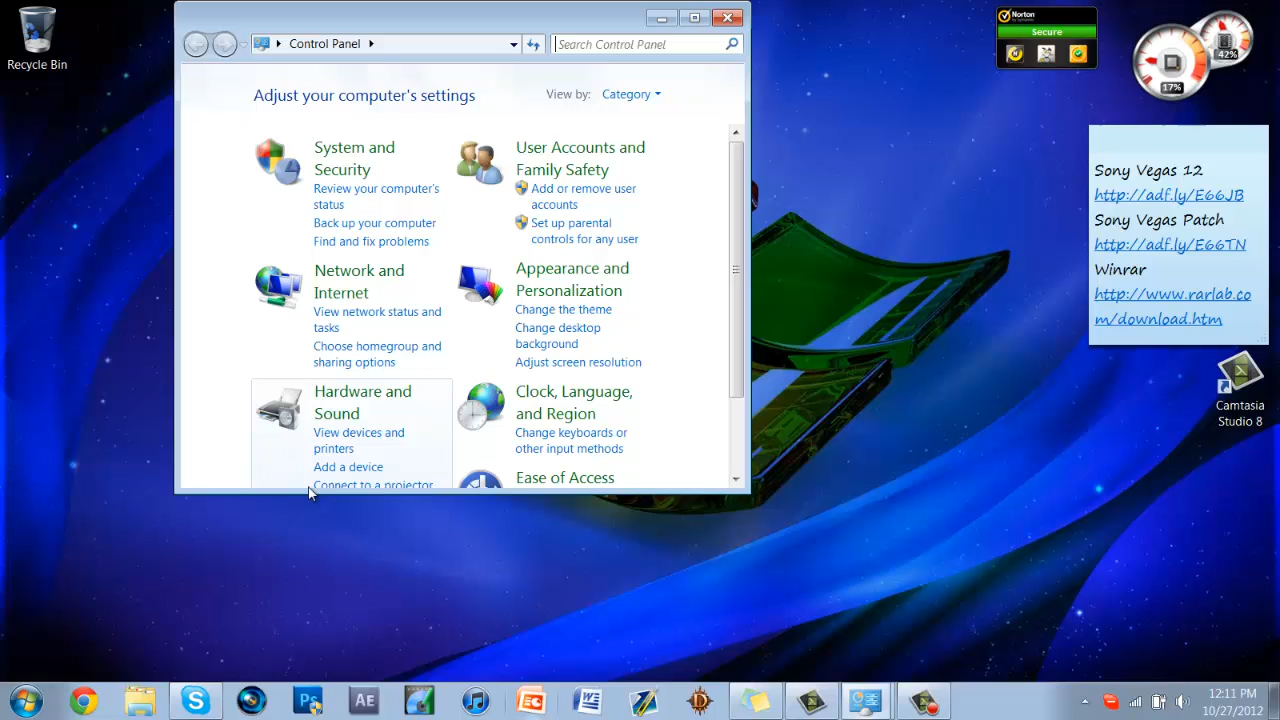 Recycle Bin
Control Panel
Search Control Panel
Adjust your computer's settings
View by:
Category
System and
Security
Review your computer's
status
Back up your computer
Find and fix problems
User Accounts and
Family Safety
Add or remove user
accounts
Set up parental
controls for any user
Network and
Internet
View network status and
tasks
Choose homegroup and
sharing options
Appearance and
Personalization
Change the theme
Change desktop
background
Adjust screen resolution
Hardware and
Sound
View devices and
printers
Add a device
Connect to a projector
Clock, Language,
and Region
Change keyboards or
other input methods
Ease of Access
Norton
by Symantec
Secure
17%
42%
Sony Vegas 12
http://adf.ly/E66JB
Sony Vegas Patch
http://adf.ly/E66TN
Winrar
http://www.rarlab.co
m/download.htm
Camtasia
Studio 8
Ps
AE
12:11 PM
10/27/2012